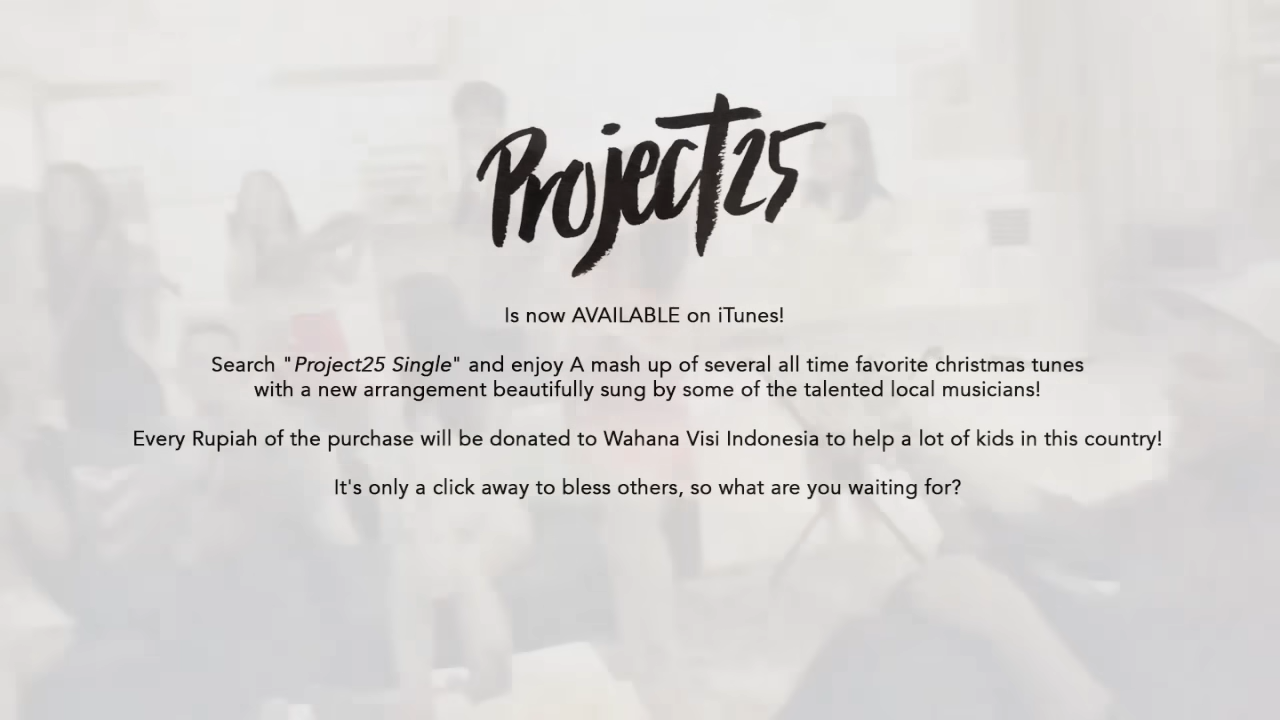 Project25
Is now AVAILABLE on iTunes!
Search "Project25 Single" and enjoy A mash up of several all time favorite christmas tunes
with a new arrangement beautifully sung by some of the talented local musicians!
Every Rupiah of the purchase will be donated to Wahana Visi Indonesia to help a lot of kids in this country!
It's only a click away to bless others, so what are you waiting for?